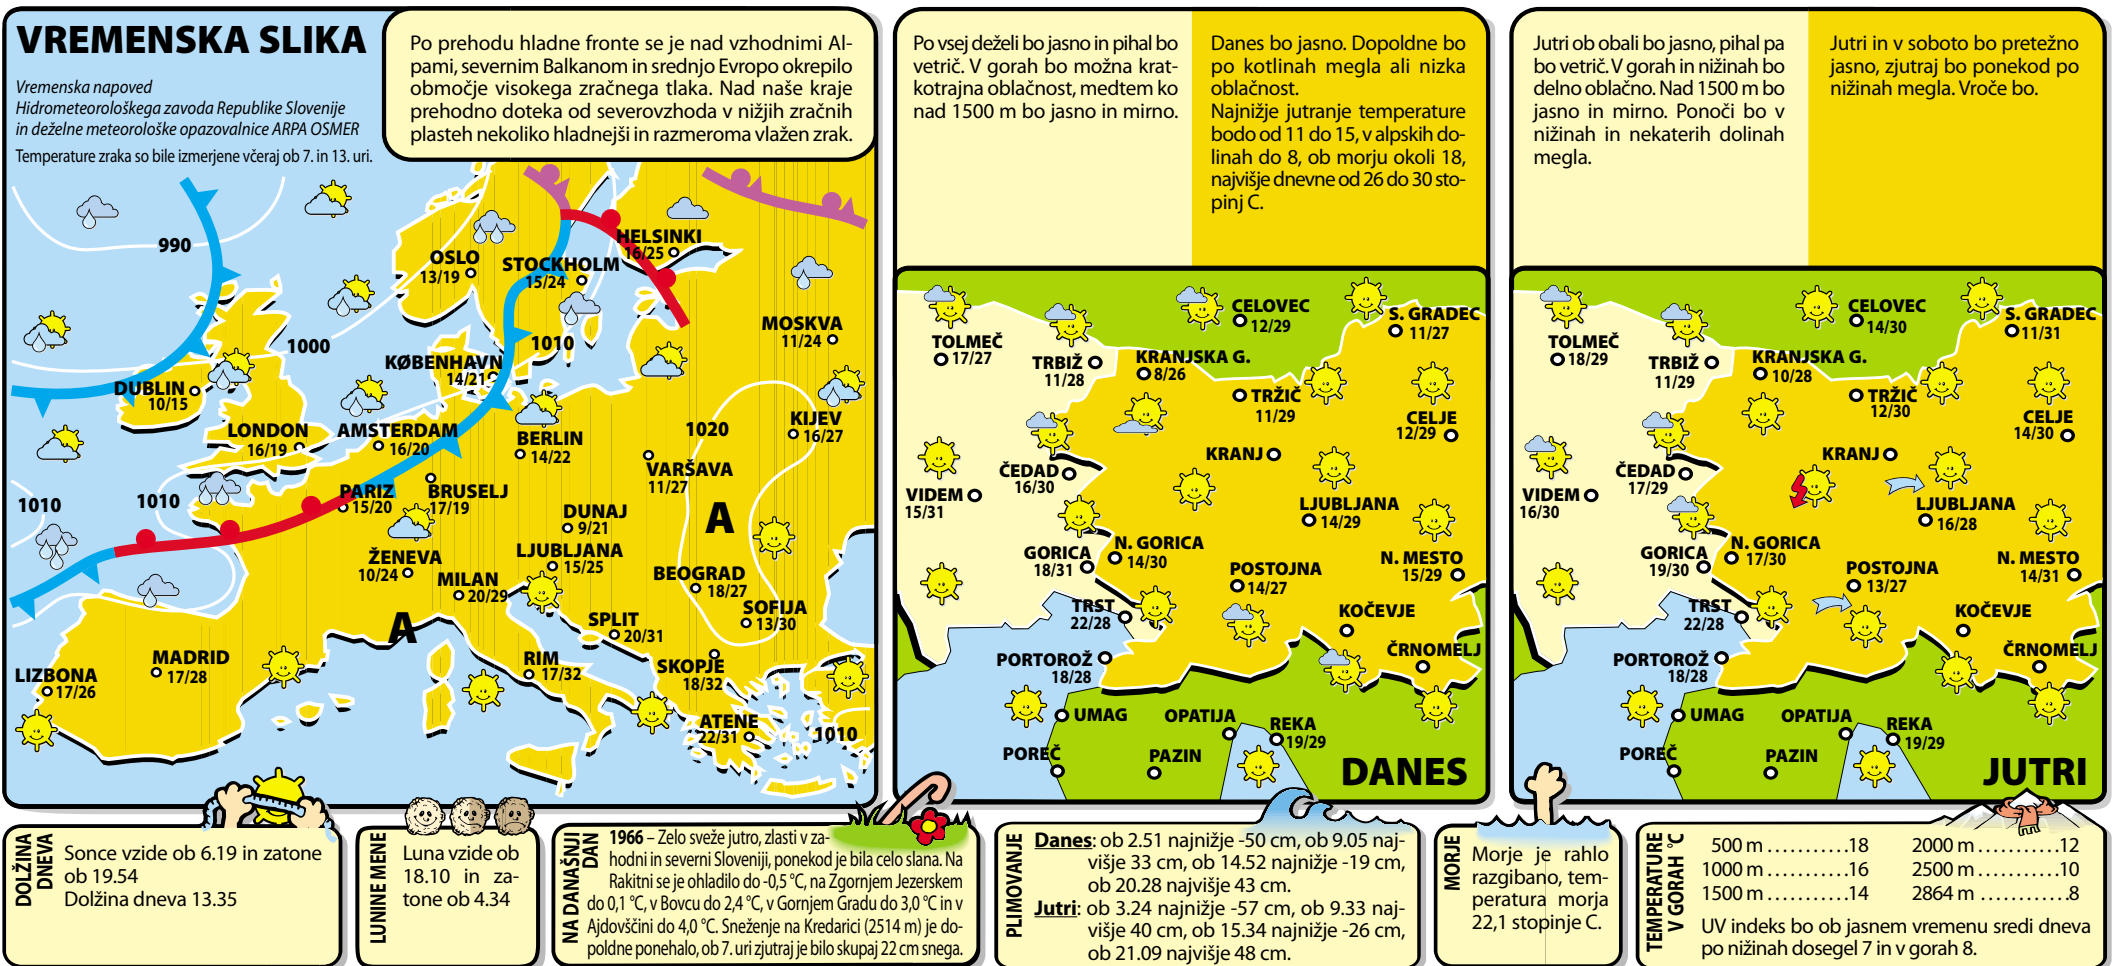 VREMENSKA SLIKA
Vremenska napoved
Hidrometeorološkega zavoda Republike Slovenije
in deželne meteorološke opazovalnice ARPA OSMER
Temperature zraka so bile izmerjene včeraj ob 7. in 13. uri.
Po prehodu hladne fronte se je nad vzhodnimi Al-
pami, severnim Balkanom in srednjo Evropo okrepilo
območje visokega zračnega tlaka. Nad naše kraje
prehodno doteka od severovzhoda v nižjih zračnih
plasteh nekoliko hladnejši in razmeroma vlažen zrak.
990
1000
1010
1010
1010
1020
1010
A
A
HELSINKI
16/25
OSLO
13/19
STOCKHOLM
15/24
MOSKVA
11/24
KØBENHAVN
14/21
DUBLIN
10/15
LONDON
16/19
AMSTERDAM
16/20
BERLIN
14/22
KIJEV
16/27
VARŠAVA
11/27
PARIZ
15/20
BRUSELJ
17/19
DUNAJ
9/21
ŽENEVA
10/24
LJUBLJANA
15/25
MILAN
20/29
BEOGRAD
18/27
SOFIJA
13/30
SPLIT
20/31
LIZBONA
17/26
MADRID
17/28
RIM
17/32
SKOPJE
18/32
ATENE
22/31
Po vsej deželi bo jasno in pihal bo
vetrič. V gorah bo možna krat-
kotrajna oblačnost, medtem ko
nad 1500 m bo jasno in mirno.
Danes bo jasno. Dopoldne bo
po kotlinah megla ali nizka
oblačnost.
Najnižje jutranje temperature
bodo od 11 do 15, v alpskih do-
linah do 8, ob morju okoli 18,
najvišje dnevne od 26 do 30 sto-
pinj C.
CELOVEC
12/29
S. GRADEC
11/27
TOLMEČ
17/27
TRBIŽ
11/28
KRANJSKA G.
8/26
TRŽIČ
11/29
CELJE
12/29
KRANJ
ČEDAD
16/30
VIDEM
15/31
LJUBLJANA
14/29
GORICA
18/31
N. GORICA
14/30
POSTOJNA
14/27
N. MESTO
15/29
TRST
22/28
KOČEVJE
PORTOROŽ
18/28
ČRNOMELJ
UMAG
OPATIJA
REKA
19/29
POREČ
PAZIN
DANES
Jutri ob obali bo jasno, pihal pa
bo vetrič. V gorah in nižinah bo
delno oblačno. Nad 1500 m bo
jasno in mirno. Ponoči bo v
nižinah in nekaterih dolinah
megla.
Jutri in v soboto bo pretežno
jasno, zjutraj bo ponekod po
nižinah megla. Vroče bo.
CELOVEC
14/30
S. GRADEC
11/31
TOLMEČ
18/29
TRBIŽ
11/29
KRANJSKA G.
10/28
TRŽIČ
12/30
CELJE
14/30
KRANJ
ČEDAD
17/29
VIDEM
16/30
LJUBLJANA
16/28
GORICA
19/30
N. GORICA
17/30
POSTOJNA
13/27
N. MESTO
14/31
TRST
22/28
KOČEVJE
PORTOROŽ
18/28
ČRNOMELJ
UMAG
OPATIJA
REKA
19/29
POREČ
PAZIN
JUTRI
DOLŽINA
DNEVA
Sonce vzide ob 6.19 in zatone
ob 19.54
Dolžina dneva 13.35
LUNINE MENE
Luna vzide ob
18.10 in za-
tone ob 4.34
NA DANAŠNJI
DAN
1966 – Zelo sveže jutro, zlasti v za-
hodni in severni Sloveniji, ponekod je bila celo slana. Na
Rakitni se je ohladilo do -0,5 °C, na Zgornjem Jezerskem
do 0,1 °C, v Bovcu do 2,4 °C, v Gornjem Gradu do 3,0 °C in v
Ajdovščini do 4,0 °C. Sneženje na Kredarici (2514 m) je do-
poldne ponehalo, ob 7. uri zjutraj je bilo skupaj 22 cm snega.
PLIMOVANJE
Danes: ob 2.51 najnižje -50 cm, ob 9.05 naj-
višje 33 cm, ob 14.52 najnižje -19 cm,
ob 20.28 najvišje 43 cm.
Jutri: ob 3.24 najnižje -57 cm, ob 9.33 naj-
višje 40 cm, ob 15.34 najnižje -26 cm,
ob 21.09 najvišje 48 cm.
MORJE
Morje je rahlo
razgibano, tem-
peratura morja
22,1 stopinje C.
TEMPERATURE
V GORAH °C
500 m ...........18
1000 m ...........16
1500 m ...........14
2000 m ...........12
2500 m ...........10
2864 m ...........8
UV indeks bo ob jasnem vremenu sredi dneva
po nižinah dosegel 7 in v gorah 8.